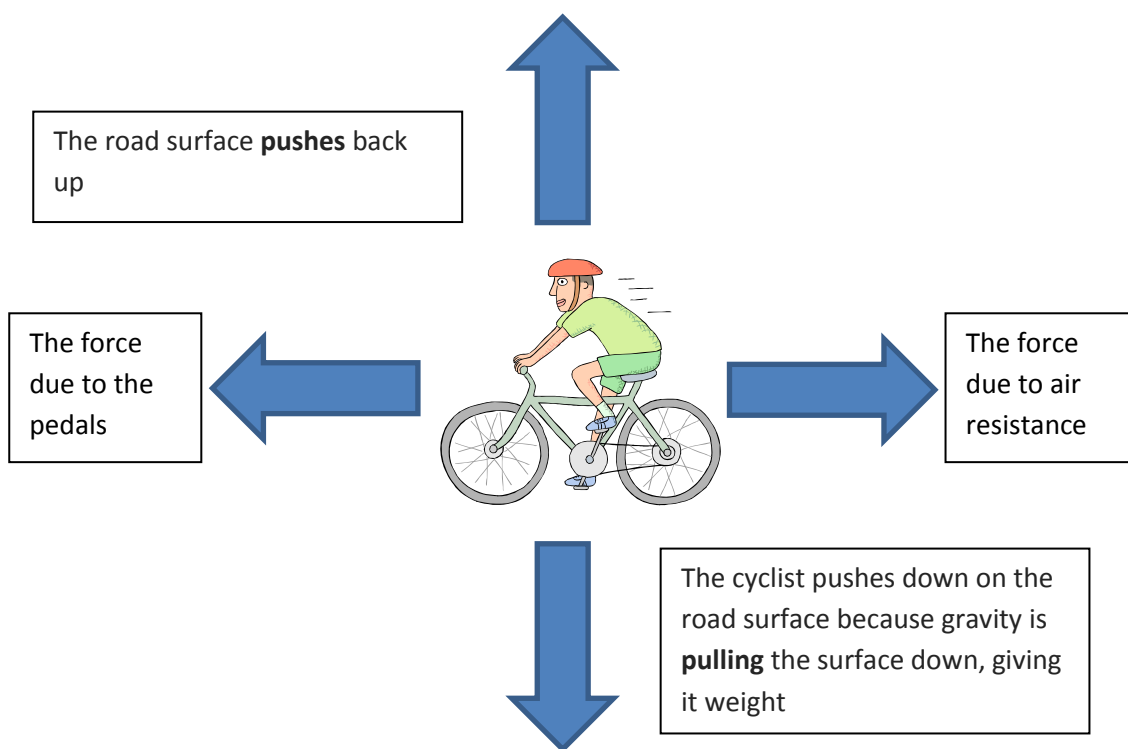 The road surface pushes back
up
The force
due to the
pedals
The force
due to air
resistance
The cyclist pushes down on the
road surface because gravity is
pulling the surface down, giving
it weight